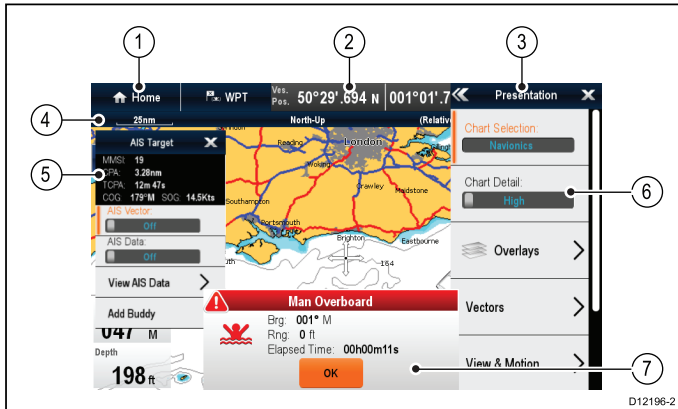 1
2
3
Home
WPT
Ves. Pos. 50°29'.694 N
001°01'.7
Presentation
X
4
25nm
North-Up
(Relativ
AIS Target
X
5
MMSI: 19
CPA: 3.28nm
TCPA: 12m 47s
COG: 179°M SOG: 14.5Kts
AIS Vector:
Off
AIS Data:
Off
View AIS Data
Add Buddy
047 M
Depth
198 ft
Reading
London
Woking
Crawley
Maidstone
Southampton
Portsmouth
Brighton
Eastbourne
164
Chart Selection:
Navionics
Chart Detail:
High
6
Overlays
Vectors
View & Motion
Man Overboard
Brg: 001° M
Rng: 0 ft
Elapsed Time: 00h00m11s
OK
7
D12196-2